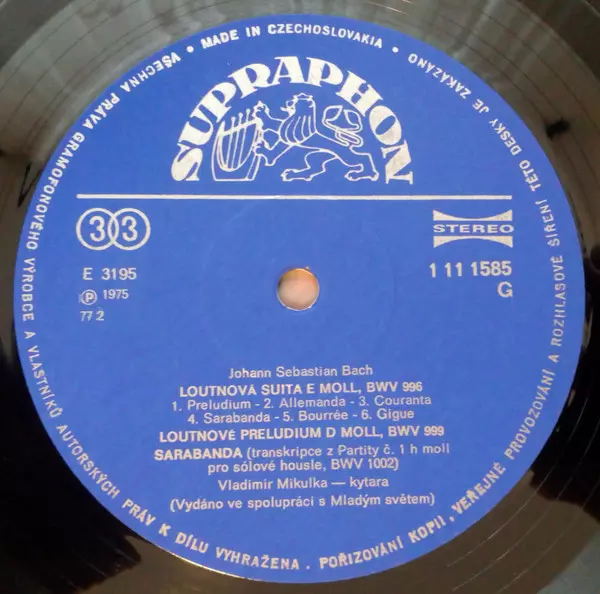 VŠECHNA PRÁVA GRAMOFONOVÉHO VÝROBCE A VLASTNÍKŮ AUTORSKÝCH PRÁV K DÍLU VYHRAŽENA . POŘIZOVÁNÍ KOPIÍ , VEŘEJNÉ PROVOZOVÁNÍ A ROZHLASOVÉ ŠÍŘENÍ TÉTO DESKY JE ZAKÁZÁNO • MADE IN CZECHOSLOVAKIA •
SUPRAPHON
33
STEREO
E 3195
1 11 1585
Ⓟ 1975
G
77 2
Johann Sebastian Bach
LOUTNOVÁ SUITA E MOLL, BWV 996
1. Preludium - 2. Allemanda - 3. Couranta
4. Sarabanda - 5. Bourrée - 6. Gigue
LOUTNOVÉ PRELUDIUM D MOLL, BWV 999
SARABANDA (transkripce z Partity č. 1 h moll
pro sólové housle, BWV 1002)
Vladimír Mikulka — kytara
(Vydáno ve spolupráci s Mladým světem)